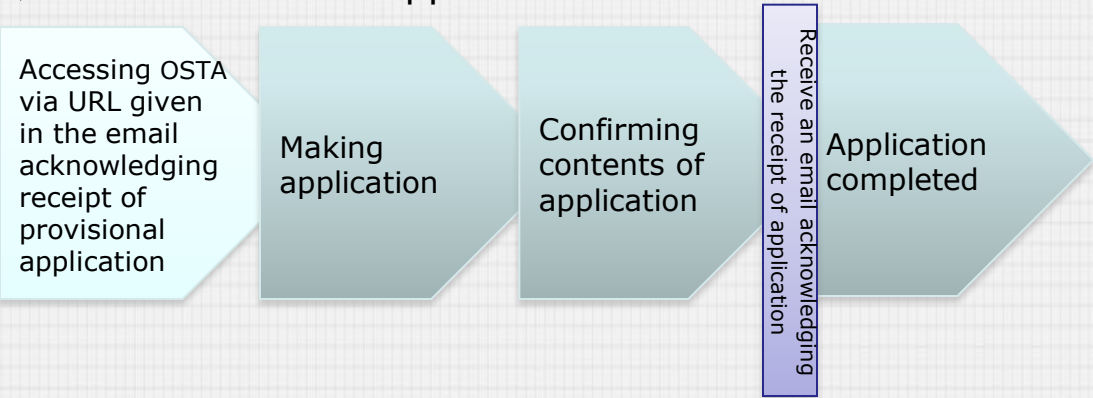 Accessing OSTA
via URL given
in the email
acknowledging
receipt of
provisional
application
Making
application
Confirming
contents of
application
Receive an email acknowledging
the receipt of application
Application
completed